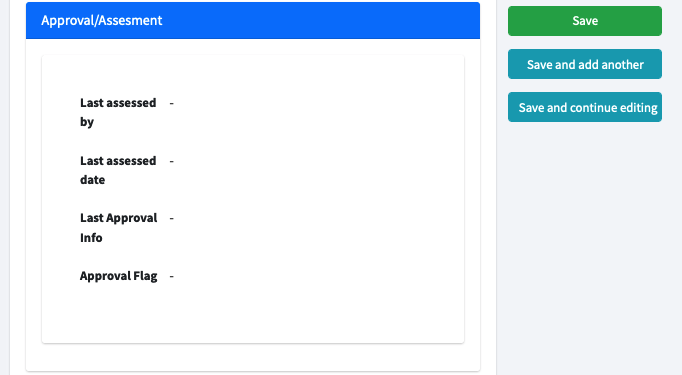 Approval/Assesment
Save
Save and add another
Save and continue editing
Last assessed by -
Last assessed date -
Last Approval Info -
Approval Flag -